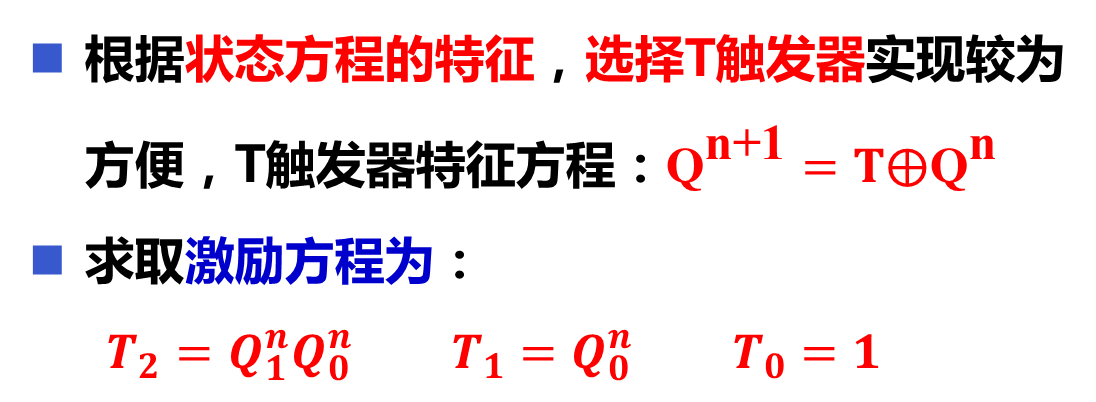 ■ 根据状态方程的特征，选择T触发器实现较为
方便，T触发器特征方程：Qⁿ⁺¹ = T⊕Qⁿ
■ 求取激励方程为：
T₂ = Q₁ⁿQ₀ⁿ T₁ = Q₀ⁿ T₀ = 1